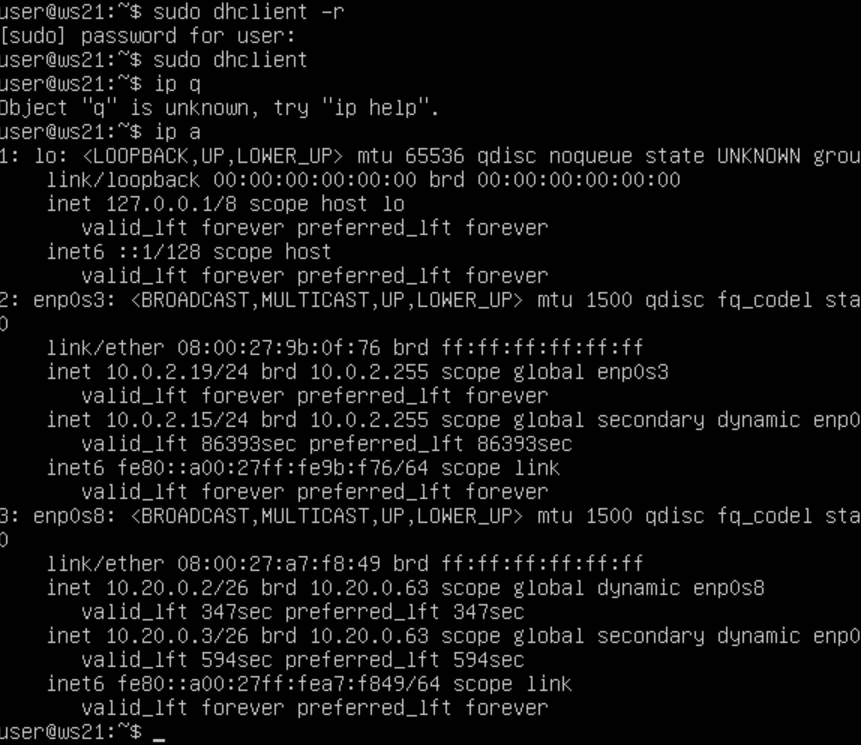 user@ws21:~$ sudo dhclient -r
[sudo] password for user:
user@ws21:~$ sudo dhclient
user@ws21:~$ ip q
Object "q" is unknown, try "ip help".
user@ws21:~$ ip a
1: lo: <LOOPBACK,UP,LOWER_UP> mtu 65536 qdisc noqueue state UNKNOWN grou
link/loopback 00:00:00:00:00:00 brd 00:00:00:00:00:00
inet 127.0.0.1/8 scope host lo
valid_lft forever preferred_lft forever
inet6 ::1/128 scope host
valid_lft forever preferred_lft forever
2: enp0s3: <BROADCAST,MULTICAST,UP,LOWER_UP> mtu 1500 qdisc fq_codel sta
0
link/ether 08:00:27:9b:0f:76 brd ff:ff:ff:ff:ff:ff
inet 10.0.2.19/24 brd 10.0.2.255 scope global enp0s3
valid_lft forever preferred_lft forever
inet 10.0.2.15/24 brd 10.0.2.255 scope global secondary dynamic enp0
valid_lft 86393sec preferred_lft 86393sec
inet6 fe80::a00:27ff:fe9b:f76/64 scope link
valid_lft forever preferred_lft forever
3: enp0s8: <BROADCAST,MULTICAST,UP,LOWER_UP> mtu 1500 qdisc fq_codel sta
0
link/ether 08:00:27:a7:f8:49 brd ff:ff:ff:ff:ff:ff
inet 10.20.0.2/26 brd 10.20.0.63 scope global dynamic enp0s8
valid_lft 347sec preferred_lft 347sec
inet 10.20.0.3/26 brd 10.20.0.63 scope global secondary dynamic enp0
valid_lft 594sec preferred_lft 594sec
inet6 fe80::a00:27ff:fea7:f849/64 scope link
valid_lft forever preferred_lft forever
user@ws21:~$ _